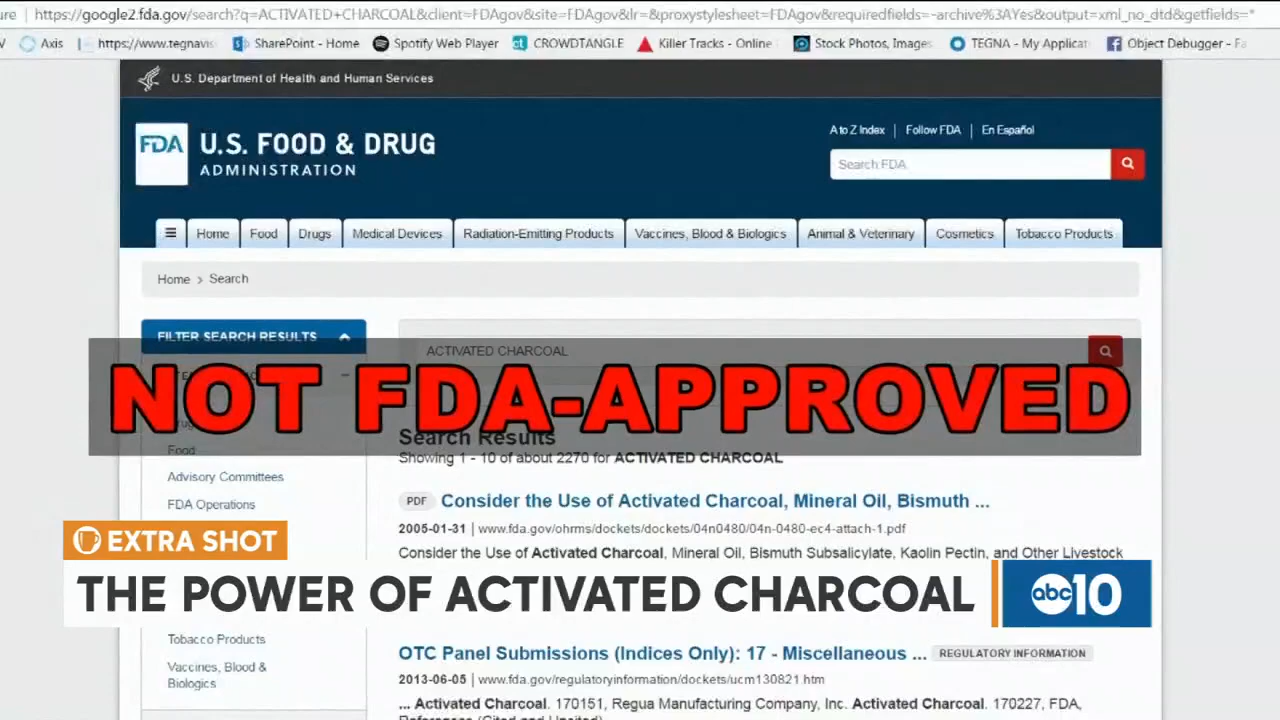 https://google2.fda.gov/search?q=ACTIVATED+CHARCOAL&client=FDAgov&site=FDAgov&lr=&proxystylesheet=FDAgov&requiredfields=-archive%3AYes&output=xml_no_dtd&getfields=*
Axis https://www.tegnavis SharePoint - Home Spotify Web Player CROWDTANGLE Killer Tracks - Online Stock Photos, Images TEGNA - My Applicat Object Debugger - Fa
U.S. Department of Health and Human Services
A to Z Index | Follow FDA | En Español
FDA U.S. FOOD & DRUG
ADMINISTRATION
Search FDA
Home Food Drugs Medical Devices Radiation-Emitting Products Vaccines, Blood & Biologics Animal & Veterinary Cosmetics Tobacco Products
Home > Search
FILTER SEARCH RESULTS
ACTIVATED CHARCOAL
NOT FDA-APPROVED
Search Results
Food
Showing 1 - 10 of about 2270 for ACTIVATED CHARCOAL
Advisory Committees
FDA Operations
PDF Consider the Use of Activated Charcoal, Mineral Oil, Bismuth ...
2005-01-31 | www.fda.gov/ohrms/dockets/dockets/04n0480/04n-0480-ec4-attach-1.pdf
Consider the Use of Activated Charcoal, Mineral Oil, Bismuth Subsalicylate, Kaolin Pectin, and Other Livestock
EXTRA SHOT
THE POWER OF ACTIVATED CHARCOAL
abc10
Tobacco Products
Vaccines, Blood &
Biologics
OTC Panel Submissions (Indices Only): 17 - Miscellaneous ... REGULATORY INFORMATION
2013-06-05 | www.fda.gov/regulatoryinformation/dockets/ucm130821.htm
... Activated Charcoal. 170151, Regua Manufacturing Company, Inc. Activated Charcoal. 170227, FDA,